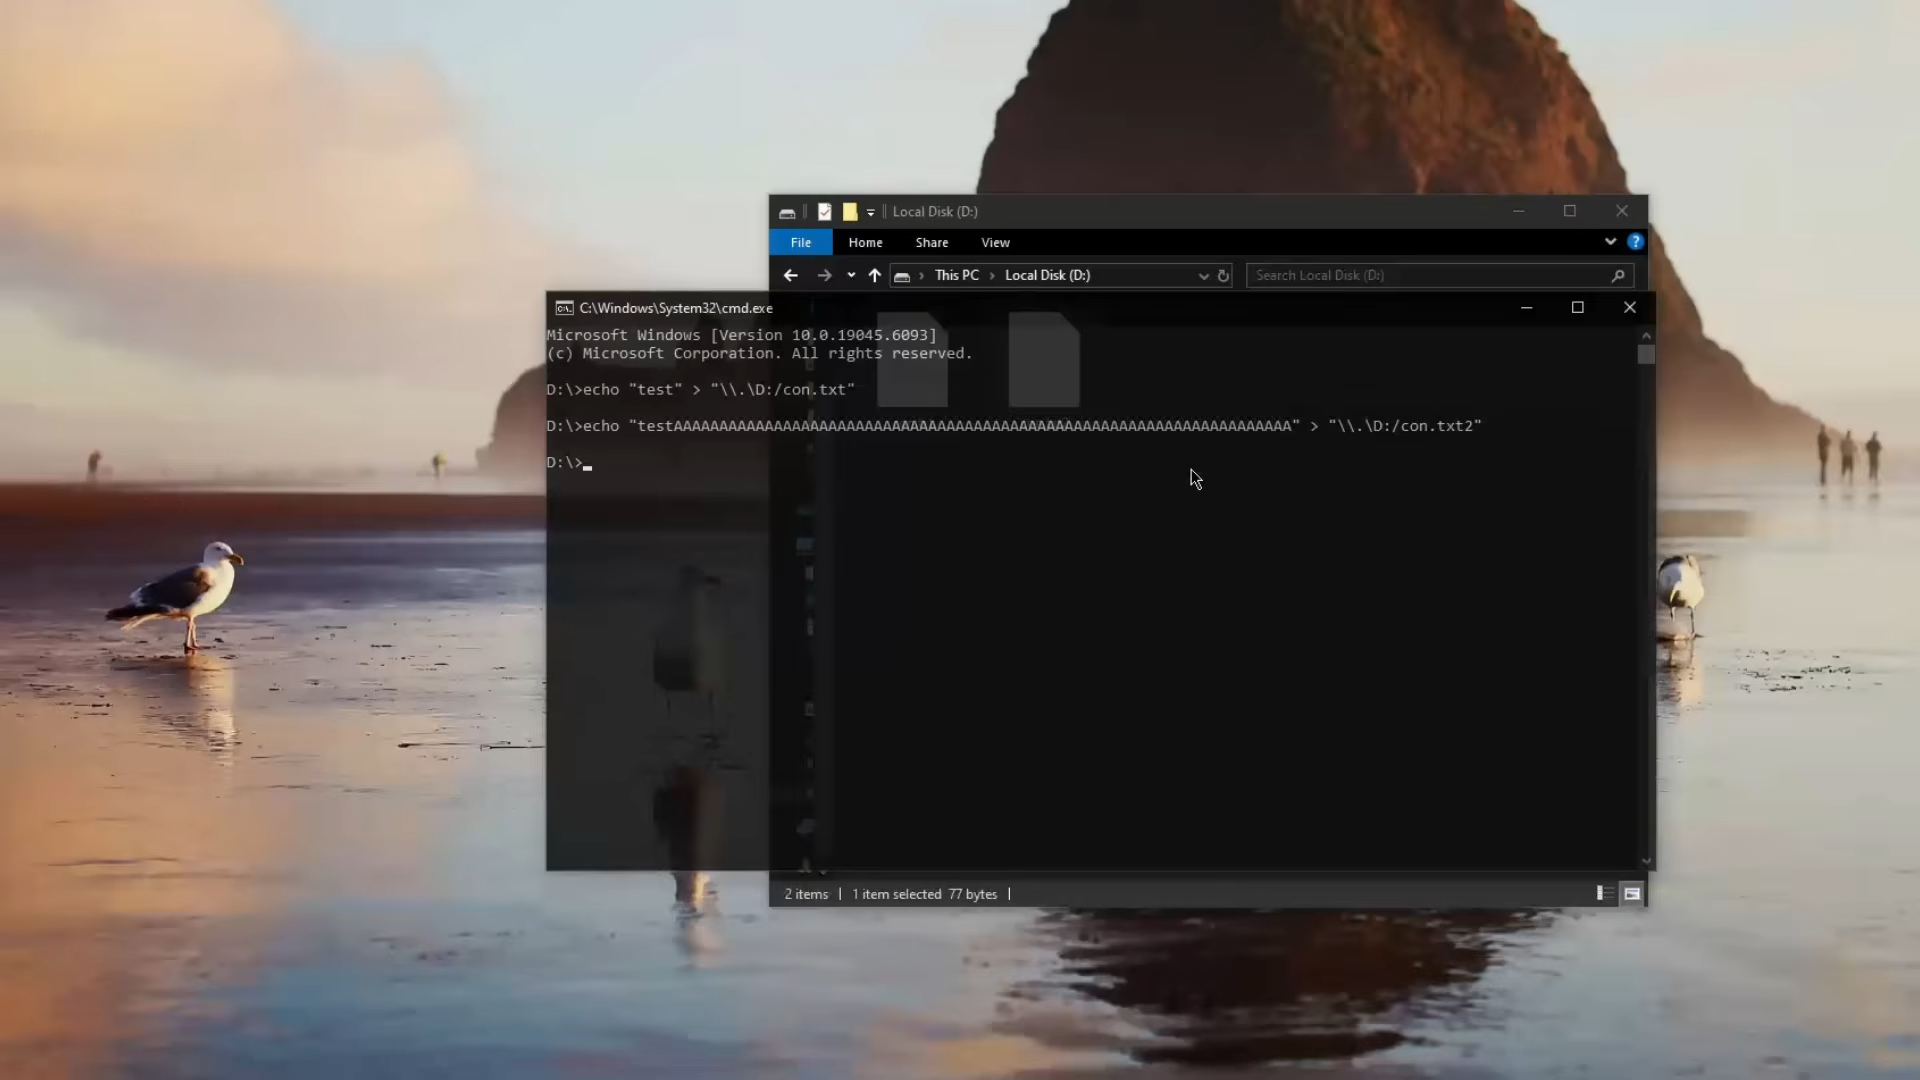 Local Disk (D:)
File Home Share View
This PC > Local Disk (D:)
Search Local Disk (D:)
C:\Windows\System32\cmd.exe
Microsoft Windows [Version 10.0.19045.6093]
(c) Microsoft Corporation. All rights reserved.
D:\>echo "test" > "\\.\D:/con.txt"
D:\>echo "testAAAAAAAAAAAAAAAAAAAAAAAAAAAAAAAAAAAAAAAAAAAAAAAAAAAAAAAAAAAAAAAAAAAA" > "\\.\D:/con.txt2"
D:\>
2 items | 1 item selected 77 bytes |